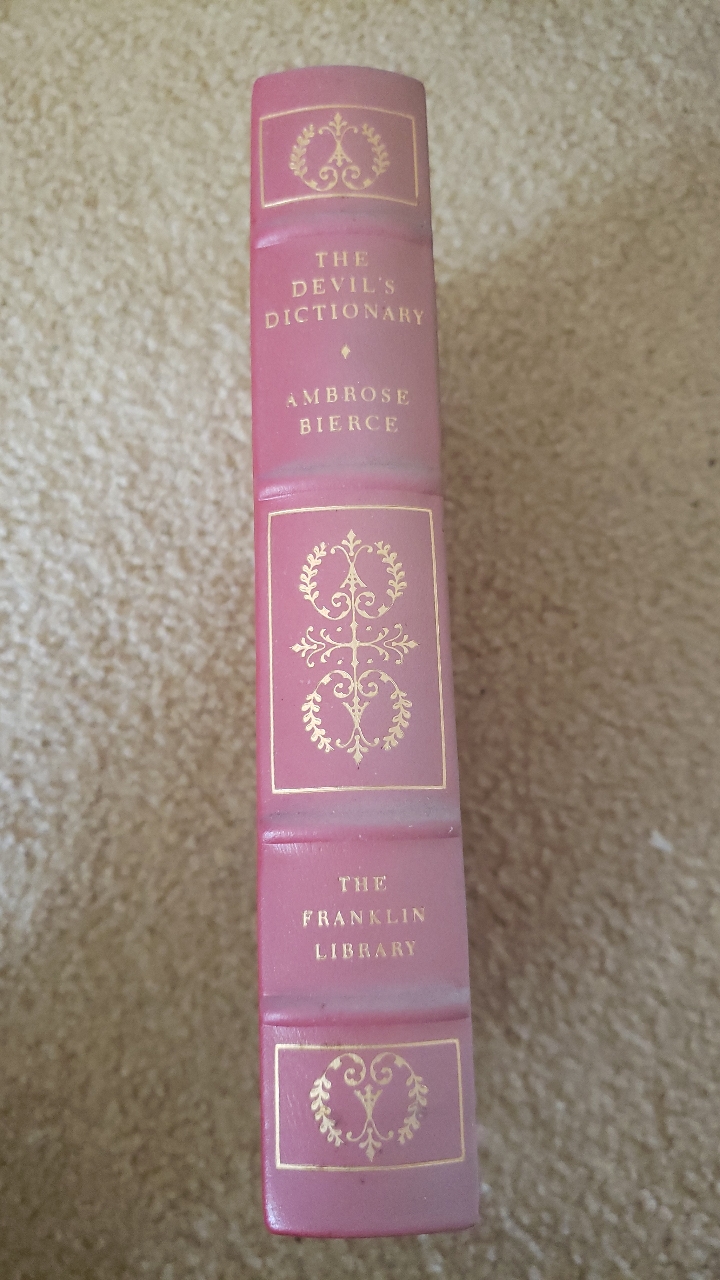 THE
DEVIL'S
DICTIONARY
AMBROSE
BIERCE
THE
FRANKLIN
LIBRARY